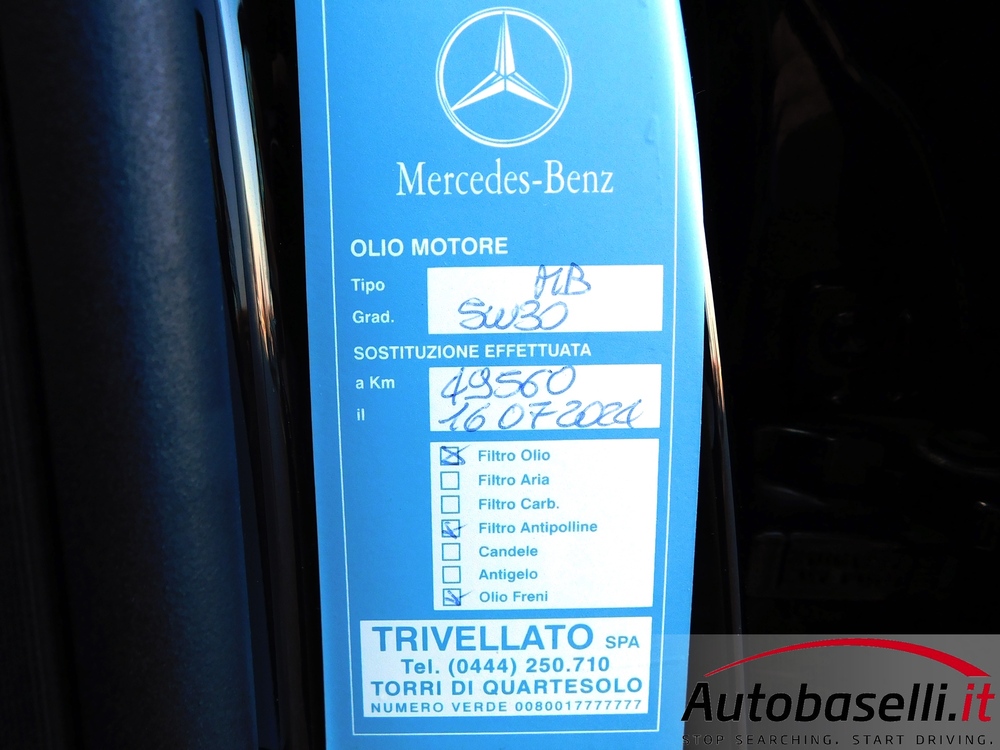 Mercedes-Benz
OLIO MOTORE
Tipo MB
Grad. 5W30
SOSTITUZIONE EFFETTUATA
a Km 49560
il 16 07 2021
Filtro Olio
Filtro Aria
Filtro Carb.
Filtro Antipolline
Candele
Antigelo
Olio Freni
TRIVELLATO SPA
Tel. (0444) 250.710
TORRI DI QUARTESOLO
NUMERO VERDE 0080017777777
Autobaselli.it
STOP SEARCHING. START DRIVING.